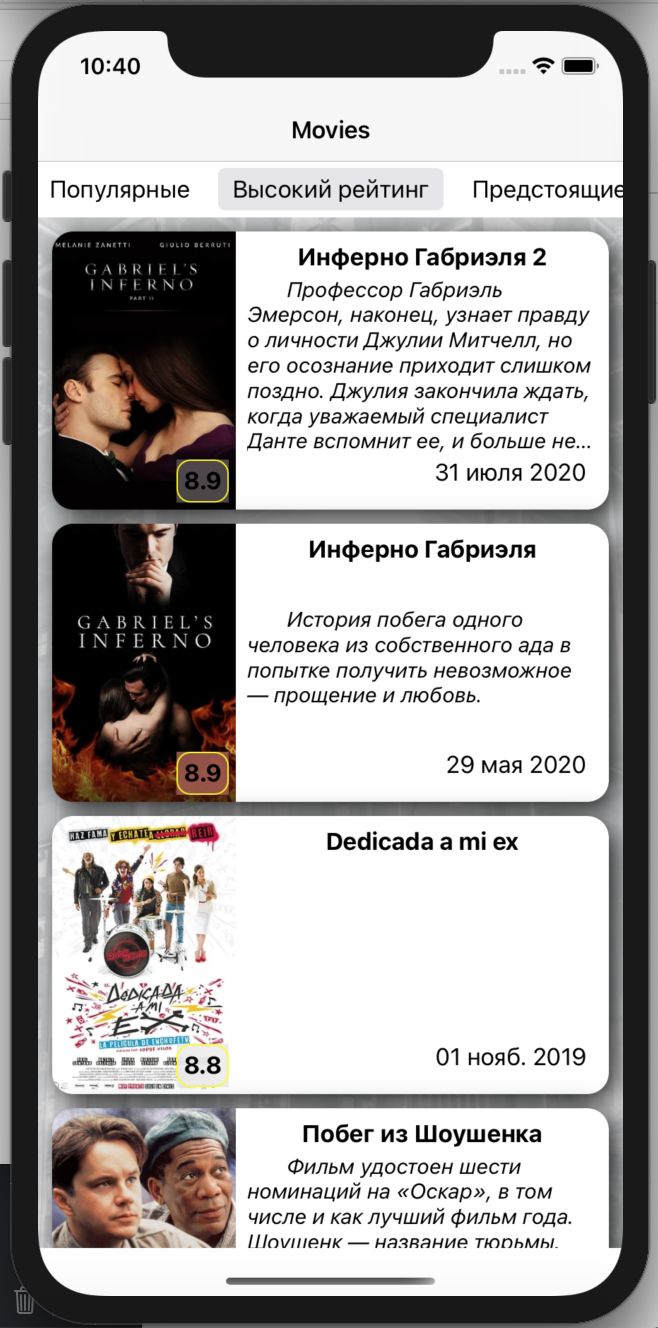 10:40
Movies
Популярные Высокий рейтинг Предстоящие
MELANIE ZANETTI GIULIO BERRUTI
GABRIEL'S
INFERNO
PART II
8.9
Инферно Габриэля 2
Профессор Габриэль
Эмерсон, наконец, узнает правду
о личности Джулии Митчелл, но
его осознание приходит слишком
поздно. Джулия закончила ждать,
когда уважаемый специалист
Данте вспомнит ее, и больше не...
31 июля 2020
GABRIEL'S
INFERNO
8.9
Инферно Габриэля
История побега одного
человека из собственного ада в
попытке получить невозможное
— прощение и любовь.
29 мая 2020
HAZ FAMA Y ÉCHATE A LLORAR REIR
DEDICADA
A MI
EX
LA PELÍCULA DE ENCHUFETV
8.8
Dedicada a mi ex
01 нояб. 2019
Побег из Шоушенка
Фильм удостоен шести
номинаций на «Оскар», в том
числе и как лучший фильм года.
Шоушенк — название тюрьмы.